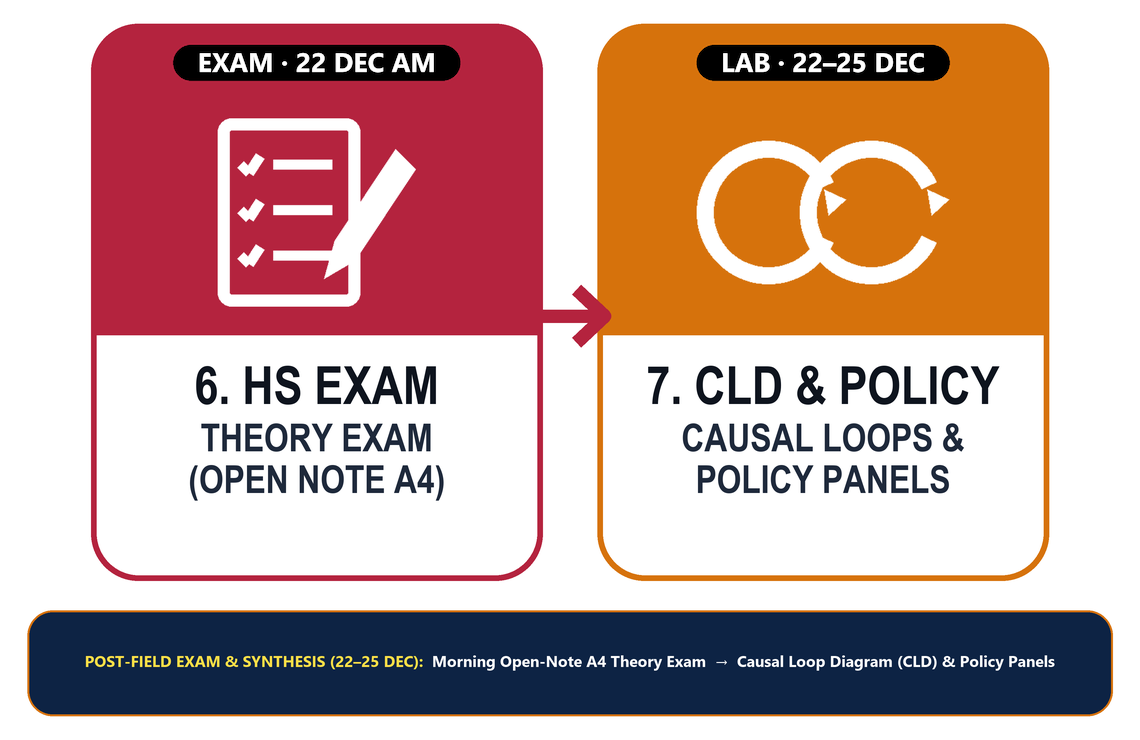 EXAM · 22 DEC AM
6. HS EXAM
THEORY EXAM
(OPEN NOTE A4)
LAB · 22–25 DEC
7. CLD & POLICY
CAUSAL LOOPS &
POLICY PANELS
POST-FIELD EXAM & SYNTHESIS (22–25 DEC): Morning Open-Note A4 Theory Exam → Causal Loop Diagram (CLD) & Policy Panels